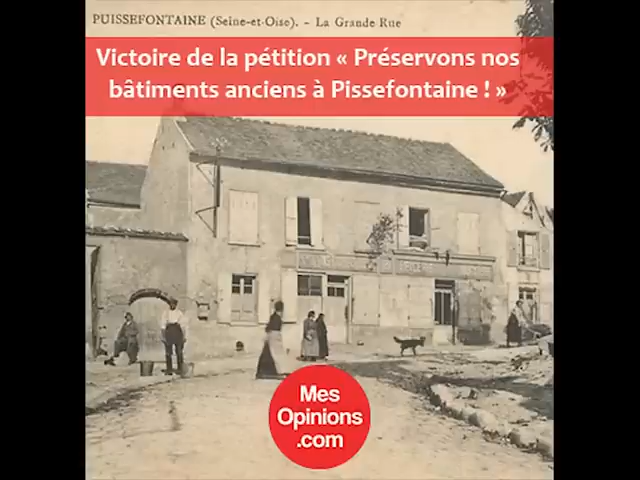 PUISSEFONTAINE (Seine-et-Oise). - La Grande Rue
Victoire de la pétition « Préservons nos
bâtiments anciens à Pissefontaine ! »
Mes
Opinions
.com